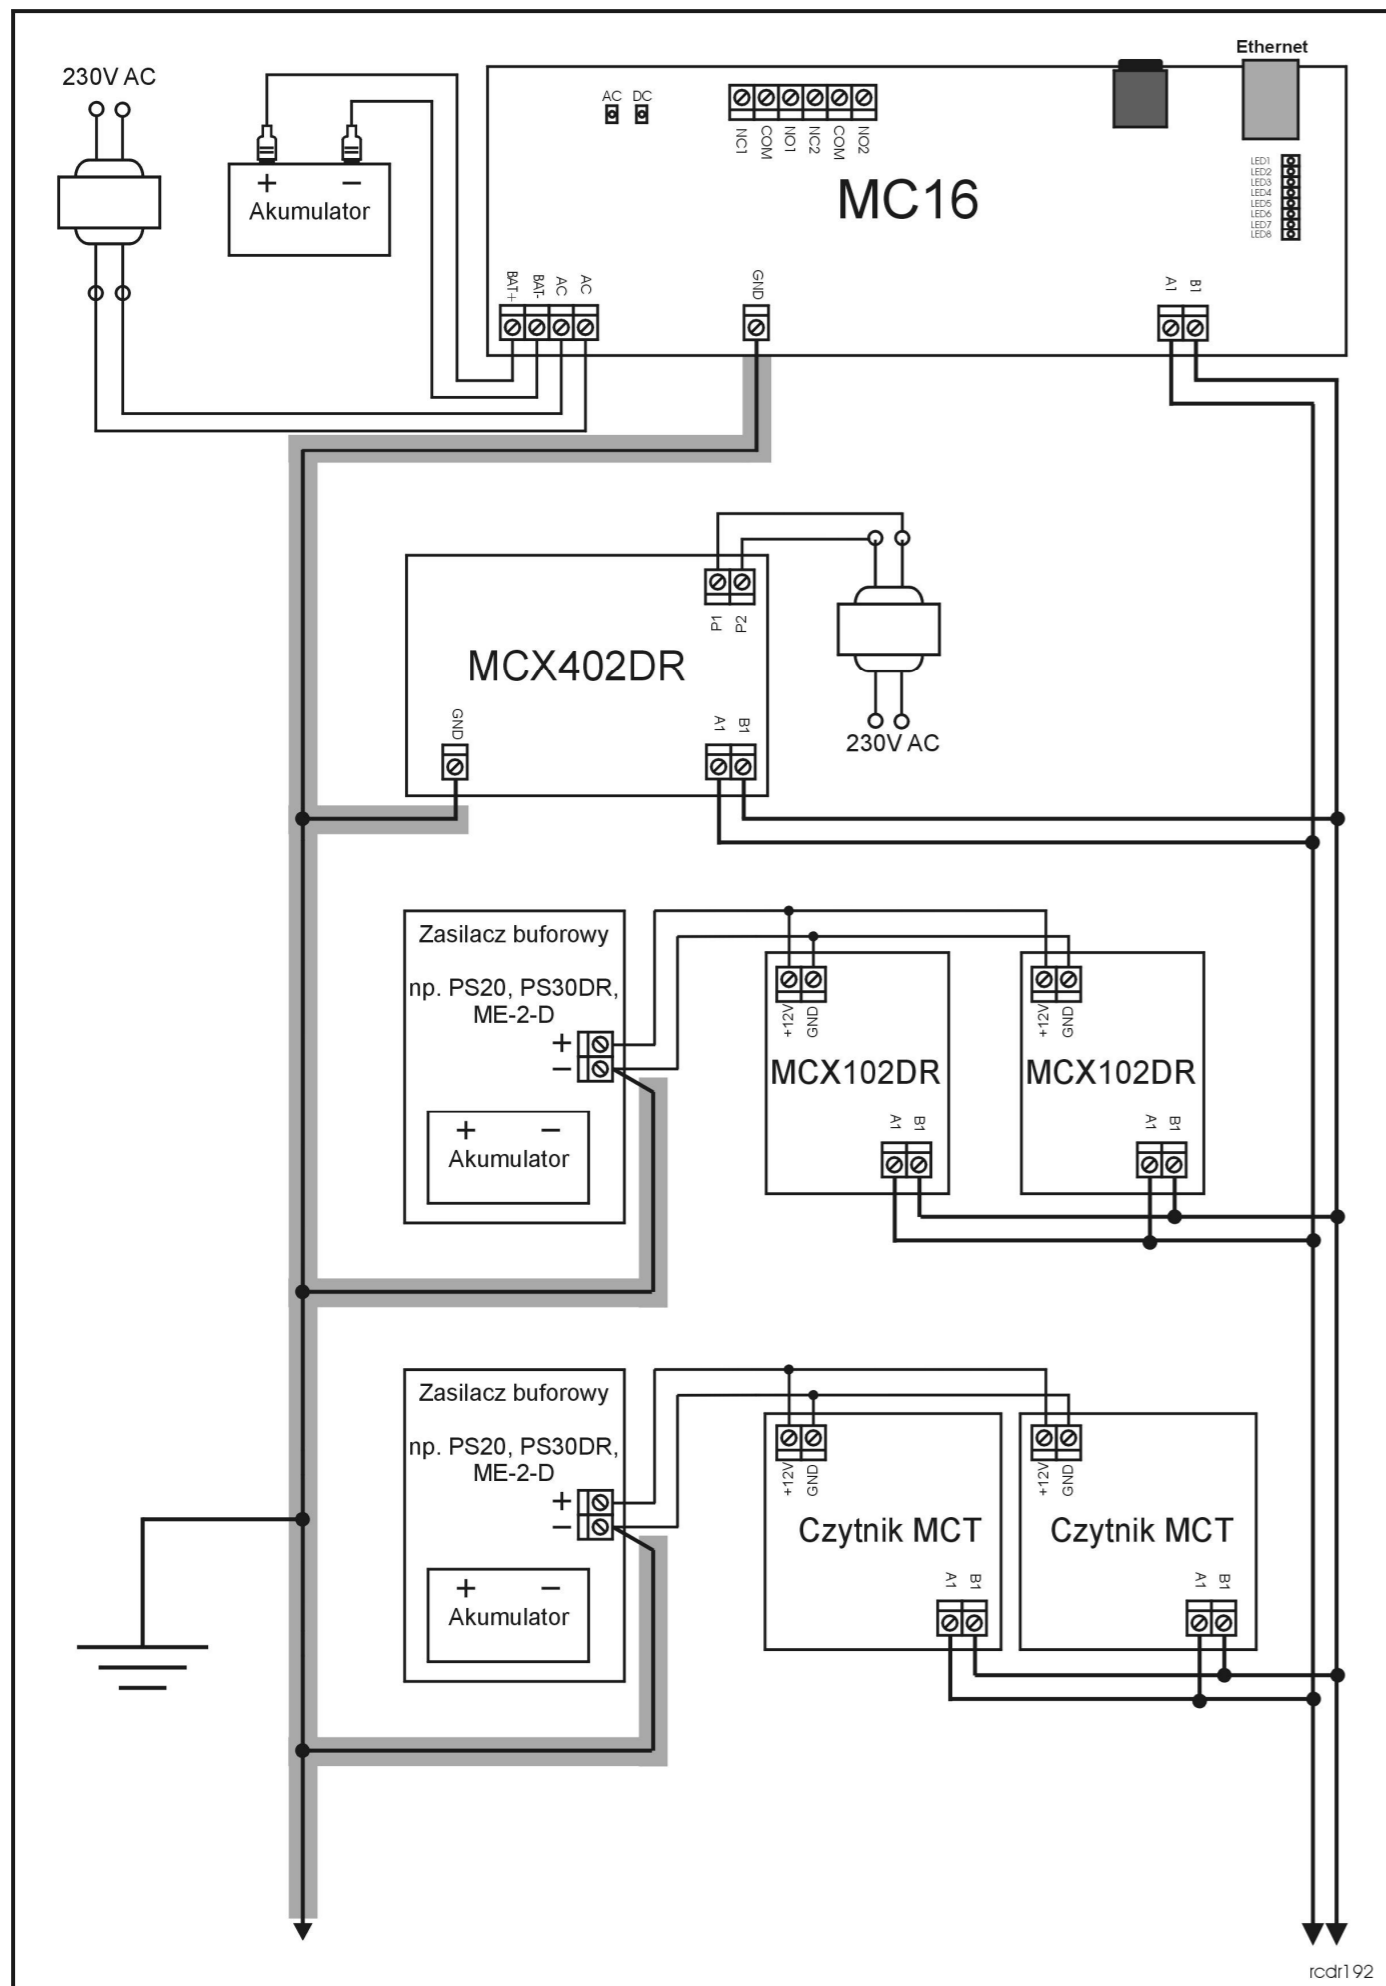 Ethernet
230V AC
AC DC
NC1 COM NO1 NC2 COM NO2
LED1
LED2
LED3
LED4
LED5
LED6
LED7
LED8
MC16
+ −
Akumulator
BAT+ BAT- AC AC
GND
A1 B1
P1 P2
MCX402DR
GND
A1 B1
230V AC
Zasilacz buforowy
np. PS20, PS30DR,
ME-2-D
+
−
+ −
Akumulator
+12V GND
MCX102DR
A1 B1
+12V GND
MCX102DR
A1 B1
Zasilacz buforowy
np. PS20, PS30DR,
ME-2-D
+
−
+ −
Akumulator
+12V GND
Czytnik MCT
A1 B1
+12V GND
Czytnik MCT
A1 B1
rcdr192